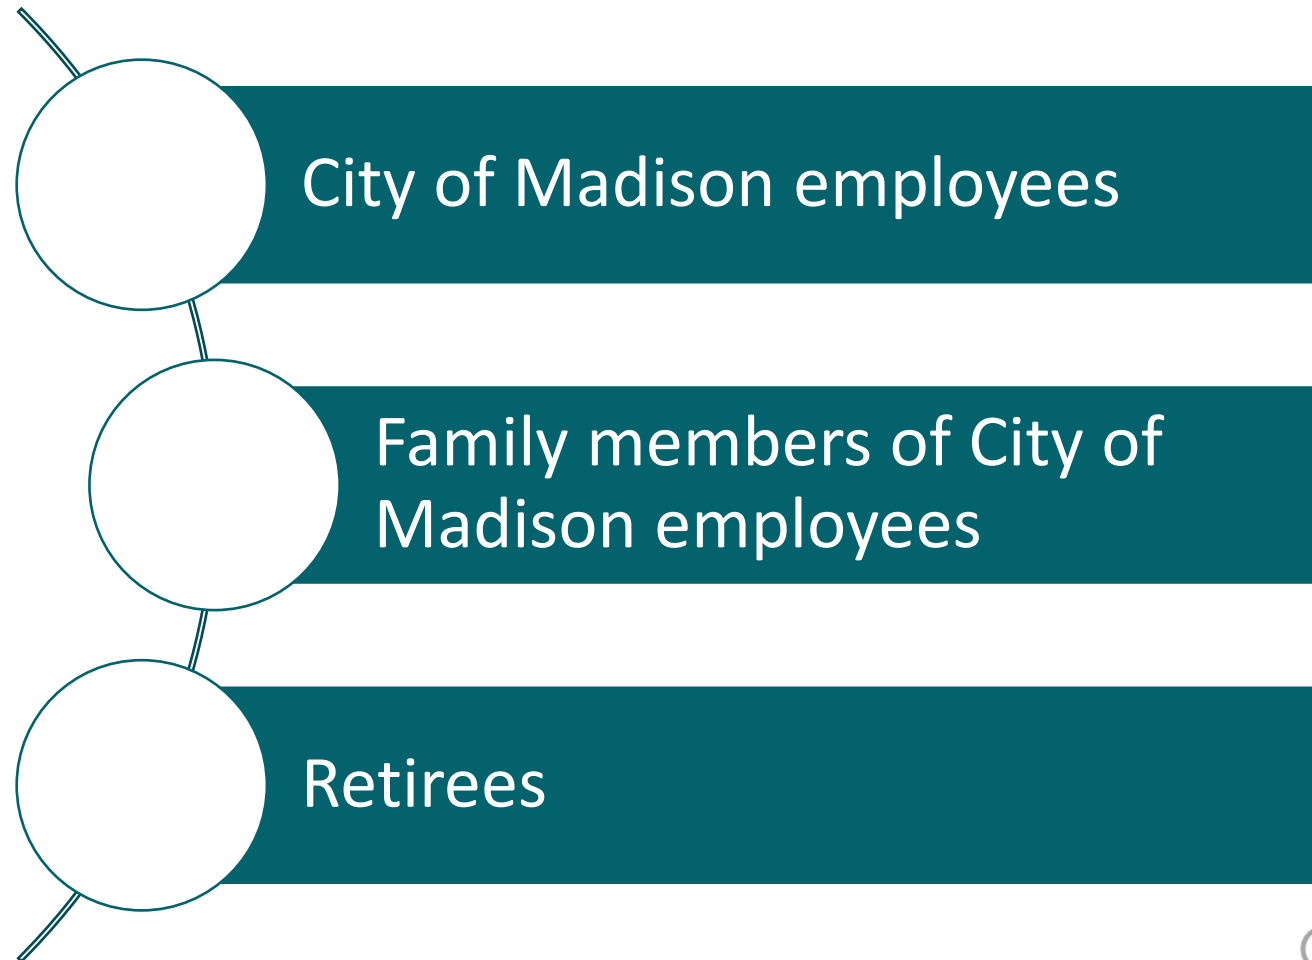 City of Madison employees
Family members of City of
Madison employees
Retirees